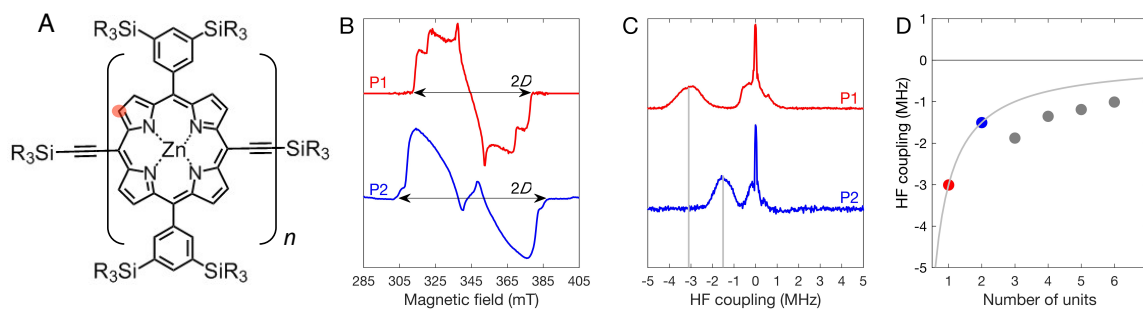 A
R3Si
SiR3
N
N
Zn
N
N
R3Si
SiR3
R3Si
SiR3
n
B
P1
2D
P2
2D
285 305 325 345 365 385 405
Magnetic field (mT)
C
P1
P2
-5 -4 -3 -2 -1 0 1 2 3 4 5
HF coupling (MHz)
D
1
0
-1
-2
-3
-4
-5
HF coupling (MHz)
1 2 3 4 5 6
Number of units